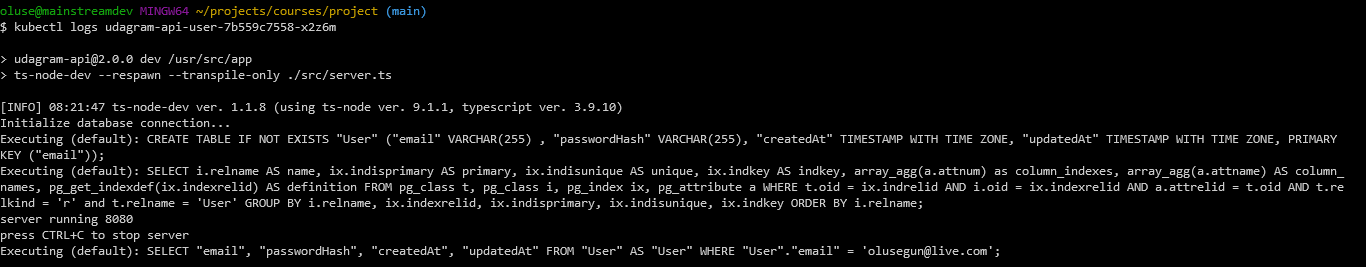 oluse@mainstreamdev MINGW64 ~/projects/courses/project (main)
$ kubectl logs udagram-api-user-7b559c7558-x2z6m
> udagram-api@2.0.0 dev /usr/src/app
> ts-node-dev --respawn --transpile-only ./src/server.ts
[INFO] 08:21:47 ts-node-dev ver. 1.1.8 (using ts-node ver. 9.1.1, typescript ver. 3.9.10)
Initialize database connection...
Executing (default): CREATE TABLE IF NOT EXISTS "User" ("email" VARCHAR(255) , "passwordHash" VARCHAR(255), "createdAt" TIMESTAMP WITH TIME ZONE, "updatedAt" TIMESTAMP WITH TIME ZONE, PRIMARY
KEY ("email"));
Executing (default): SELECT i.relname AS name, ix.indisprimary AS primary, ix.indisunique AS unique, ix.indkey AS indkey, array_agg(a.attnum) as column_indexes, array_agg(a.attname) AS column_
names, pg_get_indexdef(ix.indexrelid) AS definition FROM pg_class t, pg_class i, pg_index ix, pg_attribute a WHERE t.oid = ix.indrelid AND i.oid = ix.indexrelid AND a.attrelid = t.oid AND t.re
lkind = 'r' and t.relname = 'User' GROUP BY i.relname, ix.indexrelid, ix.indisprimary, ix.indisunique, ix.indkey ORDER BY i.relname;
server running 8080
press CTRL+C to stop server
Executing (default): SELECT "email", "passwordHash", "createdAt", "updatedAt" FROM "User" AS "User" WHERE "User"."email" = 'olusegun@live.com';